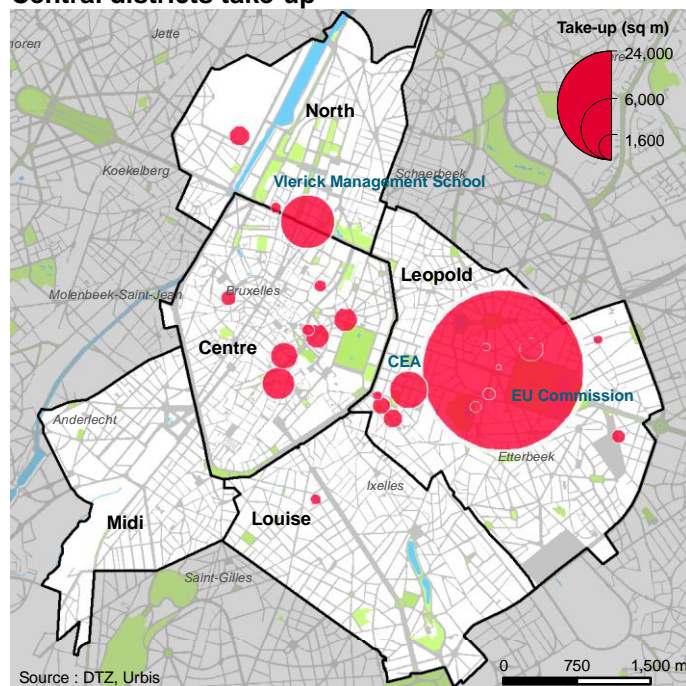 Central districts take-up
Take-up (sq m)
24,000
6,000
1,600
Jette
North
Koekelberg
Schaerbeek
Vlerick Management School
Leopold
Bruxelles
Molenbeek-Saint-Jean
Centre
CEA
EU Commission
Anderlecht
Etterbeek
Ixelles
Louise
Midi
Saint-Gilles
Source : DTZ, Urbis
0 750 1,500 m